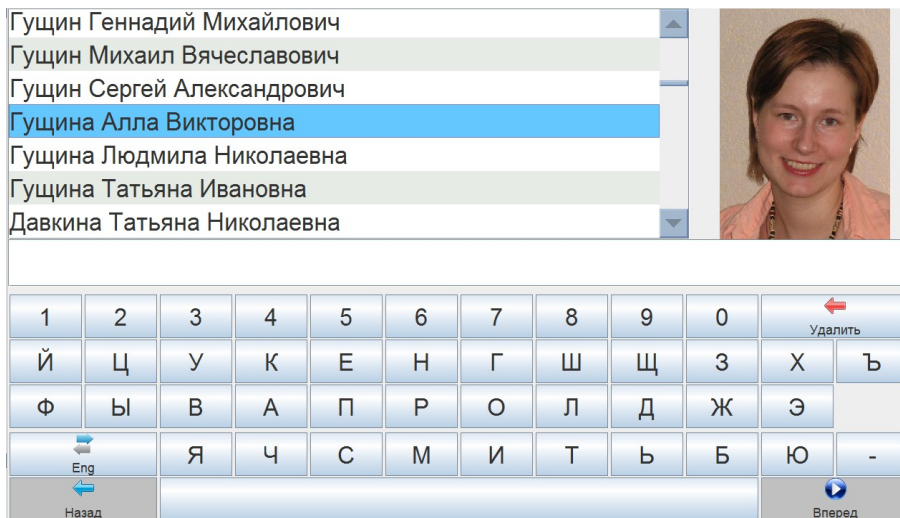 Гущин Геннадий Михайлович
Гущин Михаил Вячеславович
Гущин Сергей Александрович
Гущина Алла Викторовна
Гущина Людмила Николаевна
Гущина Татьяна Ивановна
Давкина Татьяна Николаевна
1 2 3 4 5 6 7 8 9 0 Удалить
Й Ц У К Е Н Г Ш Щ З Х Ъ
Ф Ы В А П Р О Л Д Ж Э
Eng Я Ч С М И Т Ь Б Ю -
Назад Вперед